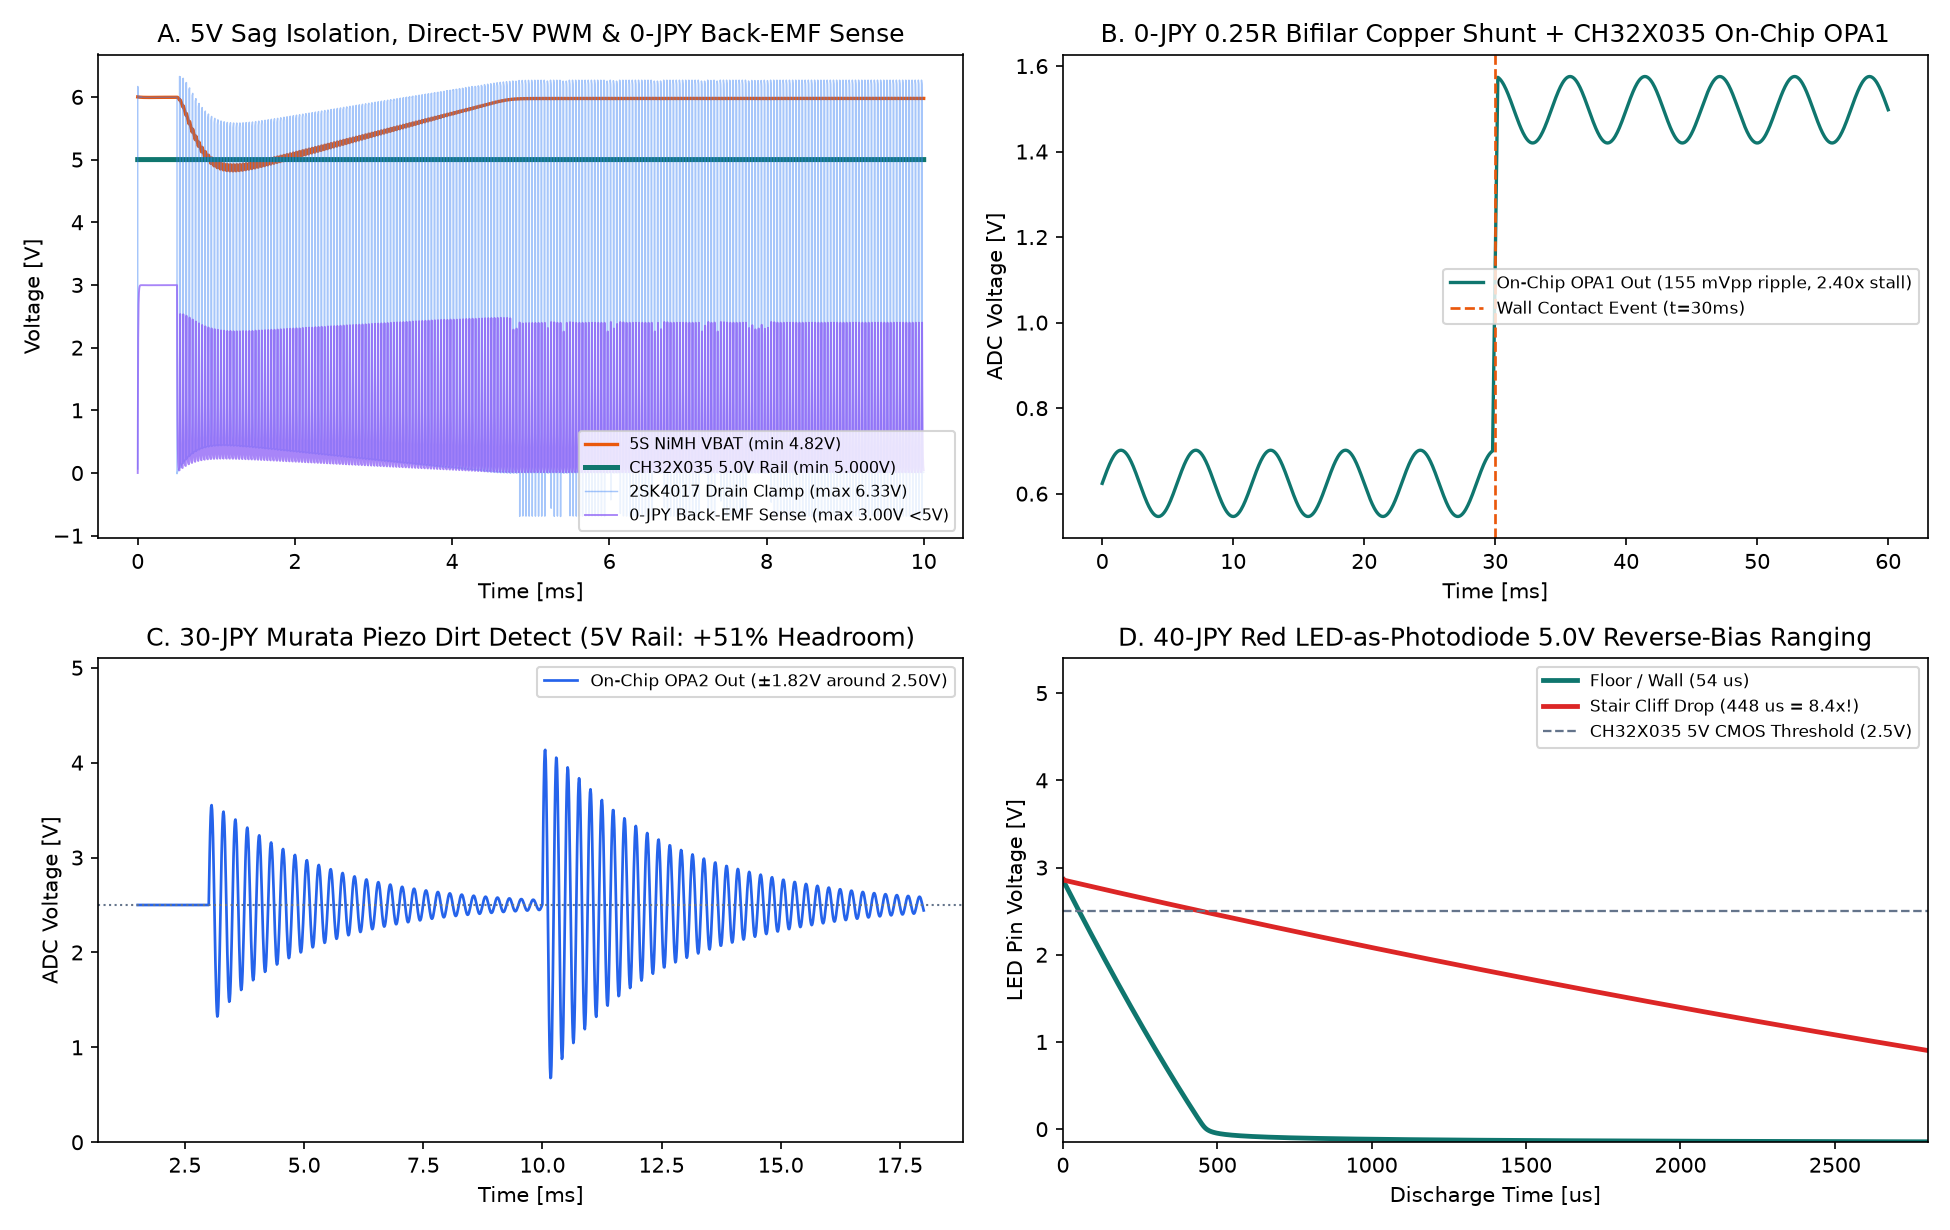 A. 5V Sag Isolation, Direct-5V PWM & 0-JPY Back-EMF Sense
Voltage [V]
6
5
4
3
2
1
0
−1
5S NiMH VBAT (min 4.82V)
CH32X035 5.0V Rail (min 5.000V)
2SK4017 Drain Clamp (max 6.33V)
0-JPY Back-EMF Sense (max 3.00V <5V)
0 2 4 6 8 10
Time [ms]
B. 0-JPY 0.25R Bifilar Copper Shunt + CH32X035 On-Chip OPA1
ADC Voltage [V]
1.6
1.4
1.2
1.0
0.8
0.6
On-Chip OPA1 Out (155 mVpp ripple, 2.40x stall)
Wall Contact Event (t=30ms)
0 10 20 30 40 50 60
Time [ms]
C. 30-JPY Murata Piezo Dirt Detect (5V Rail: +51% Headroom)
ADC Voltage [V]
5
4
3
2
1
0
On-Chip OPA2 Out (±1.82V around 2.50V)
2.5 5.0 7.5 10.0 12.5 15.0 17.5
Time [ms]
D. 40-JPY Red LED-as-Photodiode 5.0V Reverse-Bias Ranging
LED Pin Voltage [V]
5
4
3
2
1
0
Floor / Wall (54 us)
Stair Cliff Drop (448 us = 8.4x!)
CH32X035 5V CMOS Threshold (2.5V)
0 500 1000 1500 2000 2500
Discharge Time [us]